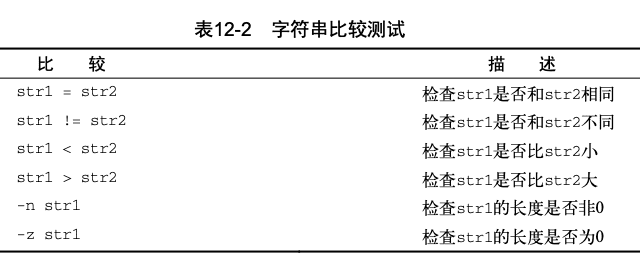 表12-2 字符串比较测试
比 较 描 述
str1 = str2 检查str1是否和str2相同
str1 != str2 检查str1是否和str2不同
str1 < str2 检查str1是否比str2小
str1 > str2 检查str1是否比str2大
-n str1 检查str1的长度是否非0
-z str1 检查str1的长度是否为0